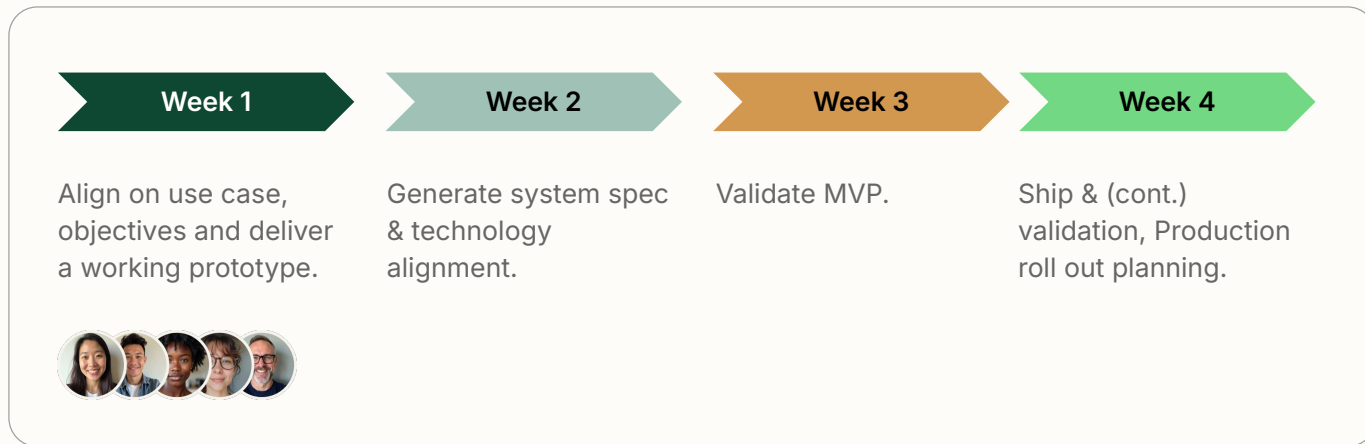 Week 1
Week 2
Week 3
Week 4
Align on use case,
objectives and deliver
a working prototype.
Generate system spec
& technology
alignment.
Validate MVP.
Ship & (cont.)
validation, Production
roll out planning.